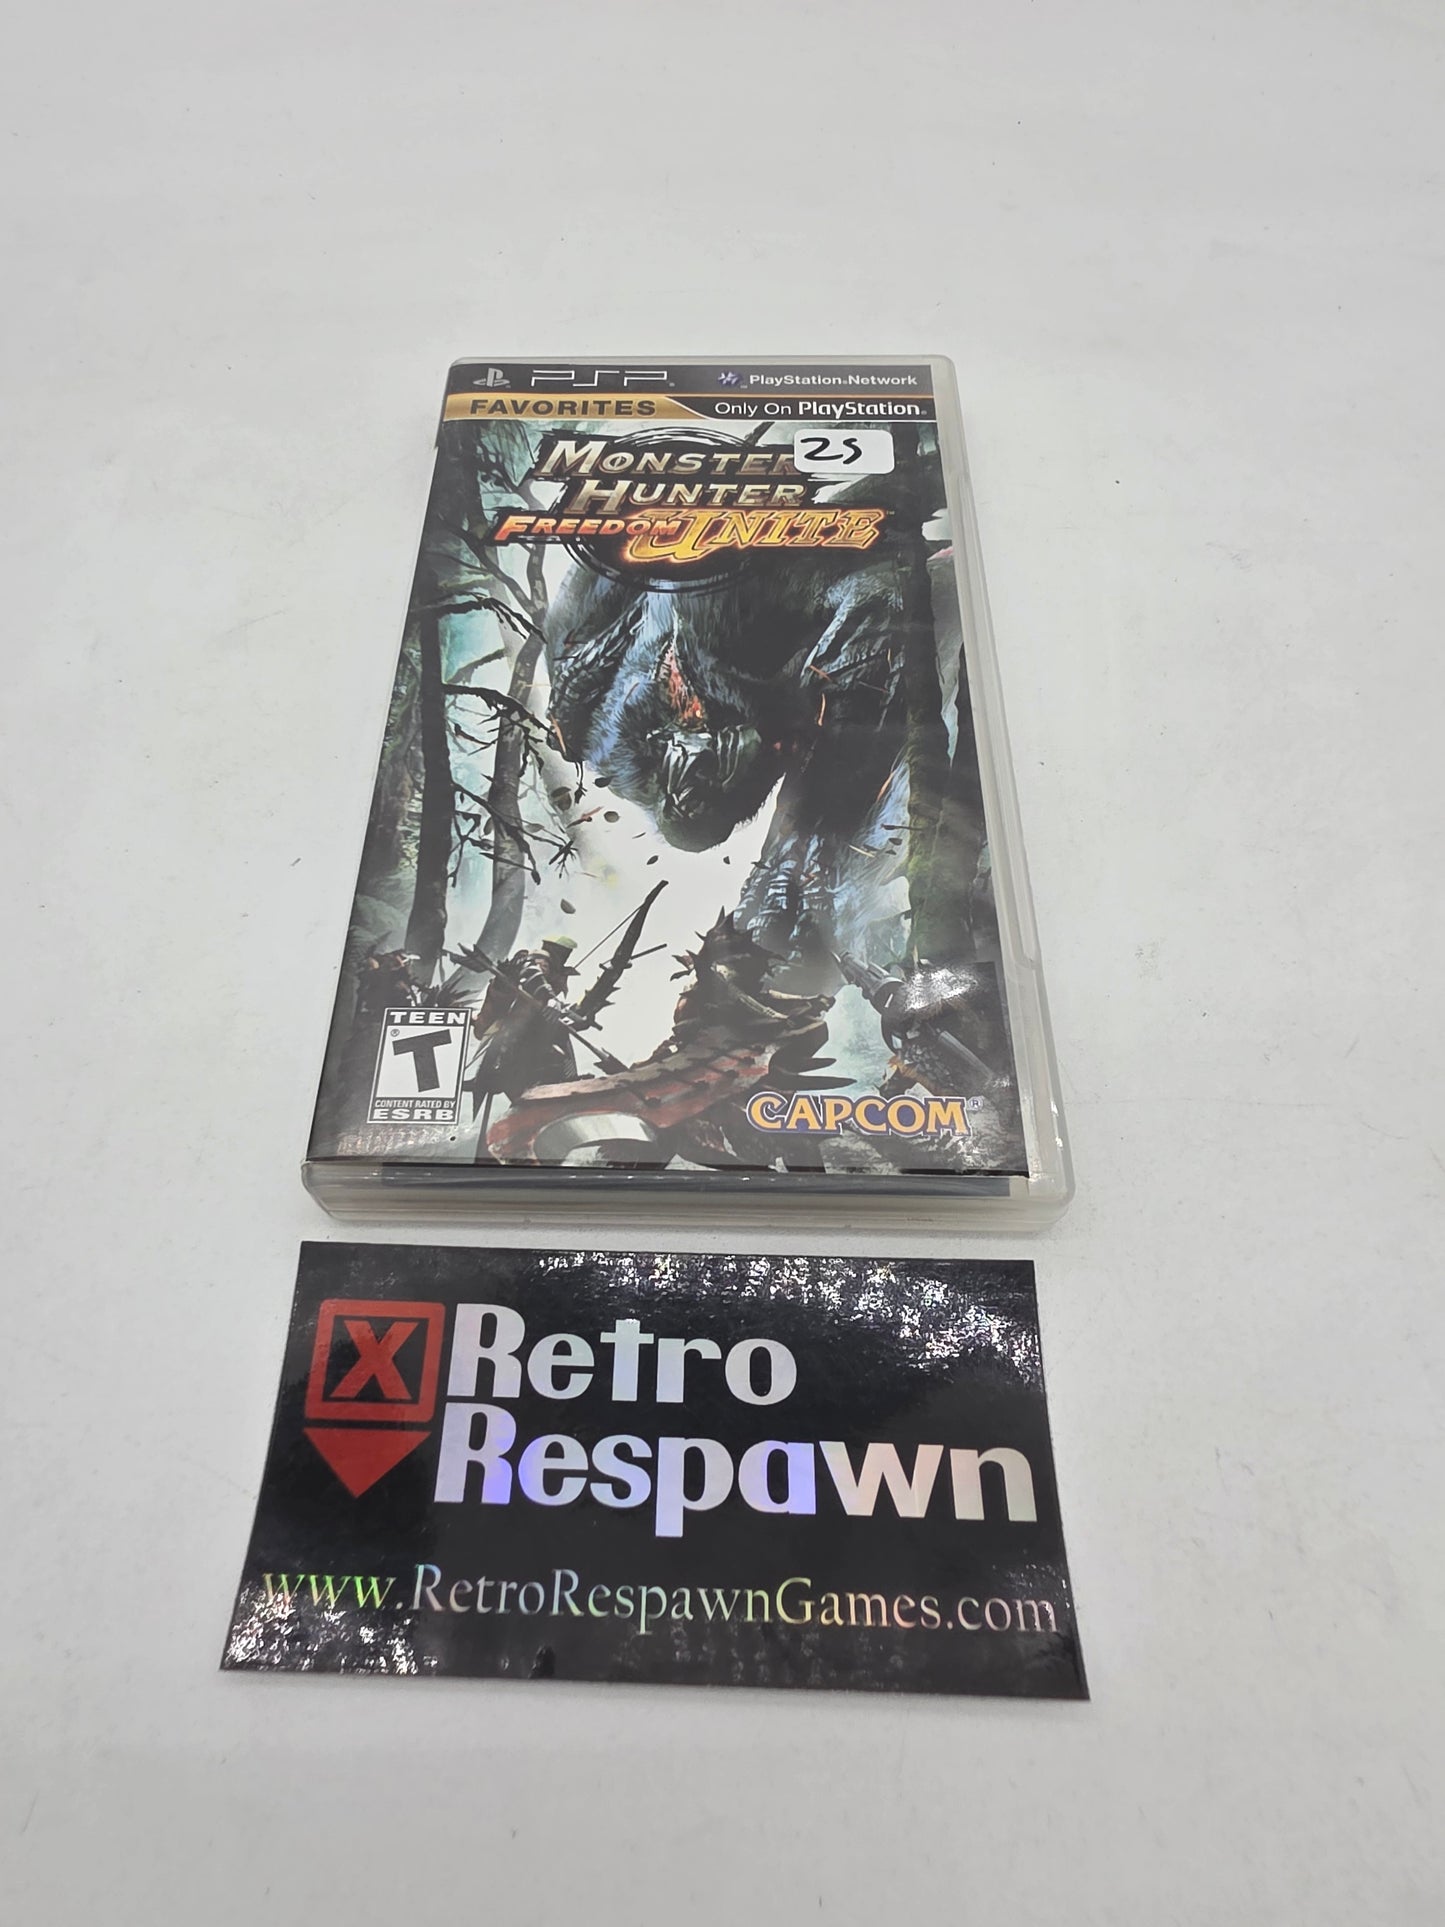 PSP
PlayStation®Network
FAVORITES
Only On PlayStation®
25
MONSTER
HUNTER
FREEDOM UNITE™
TEEN
T
CONTENT RATED BY
ESRB
CAPCOM®
X
Retro
Respawn
www.RetroRespawnGames.com